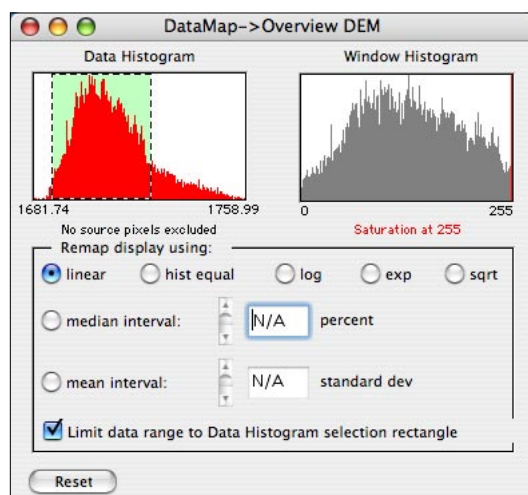 DataMap->Overview DEM
Data Histogram
Window Histogram
1681.74
1758.99
0
255
No source pixels excluded
Saturation at 255
Remap display using:
linear
hist equal
log
exp
sqrt
median interval:
N/A
percent
mean interval:
N/A
standard dev
Limit data range to Data Histogram selection rectangle
Reset